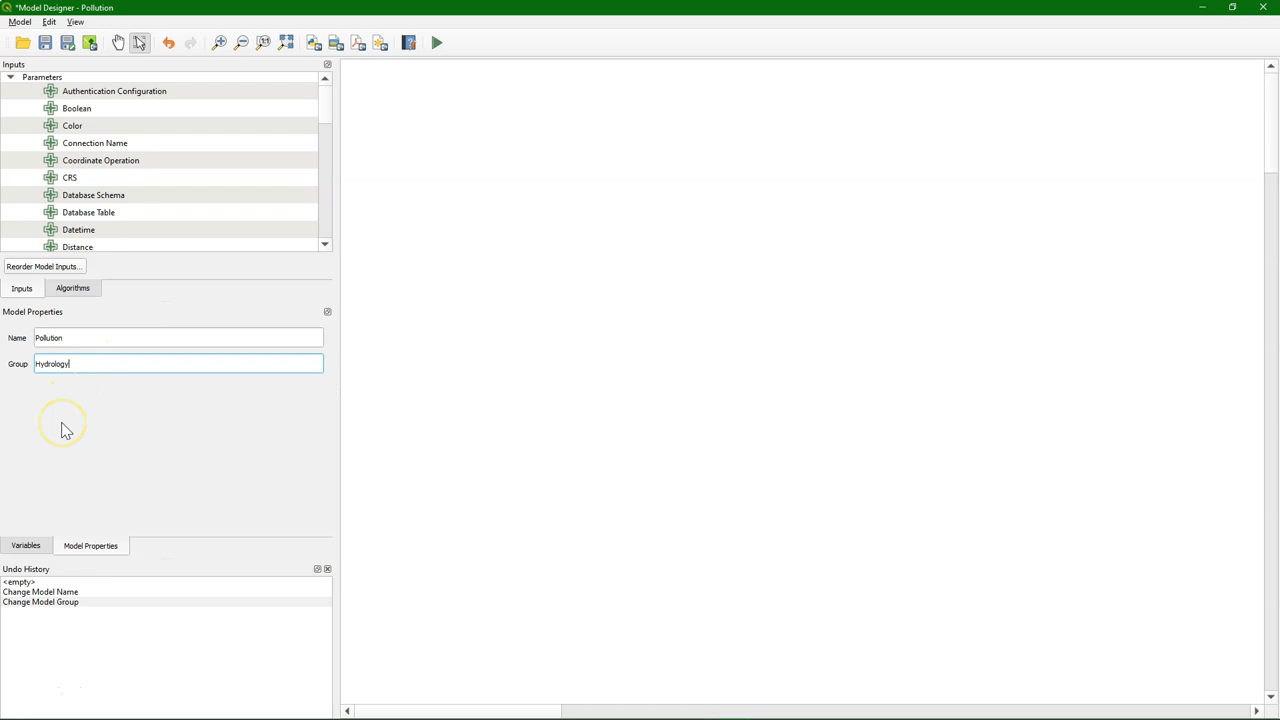 *Model Designer - Pollution
Model Edit View
Inputs
Parameters
Authentication Configuration
Boolean
Color
Connection Name
Coordinate Operation
CRS
Database Schema
Database Table
Datetime
Distance
Reorder Model Inputs...
Inputs Algorithms
Model Properties
Name Pollution
Group Hydrology
Variables Model Properties
Undo History
<empty>
Change Model Name
Change Model Group